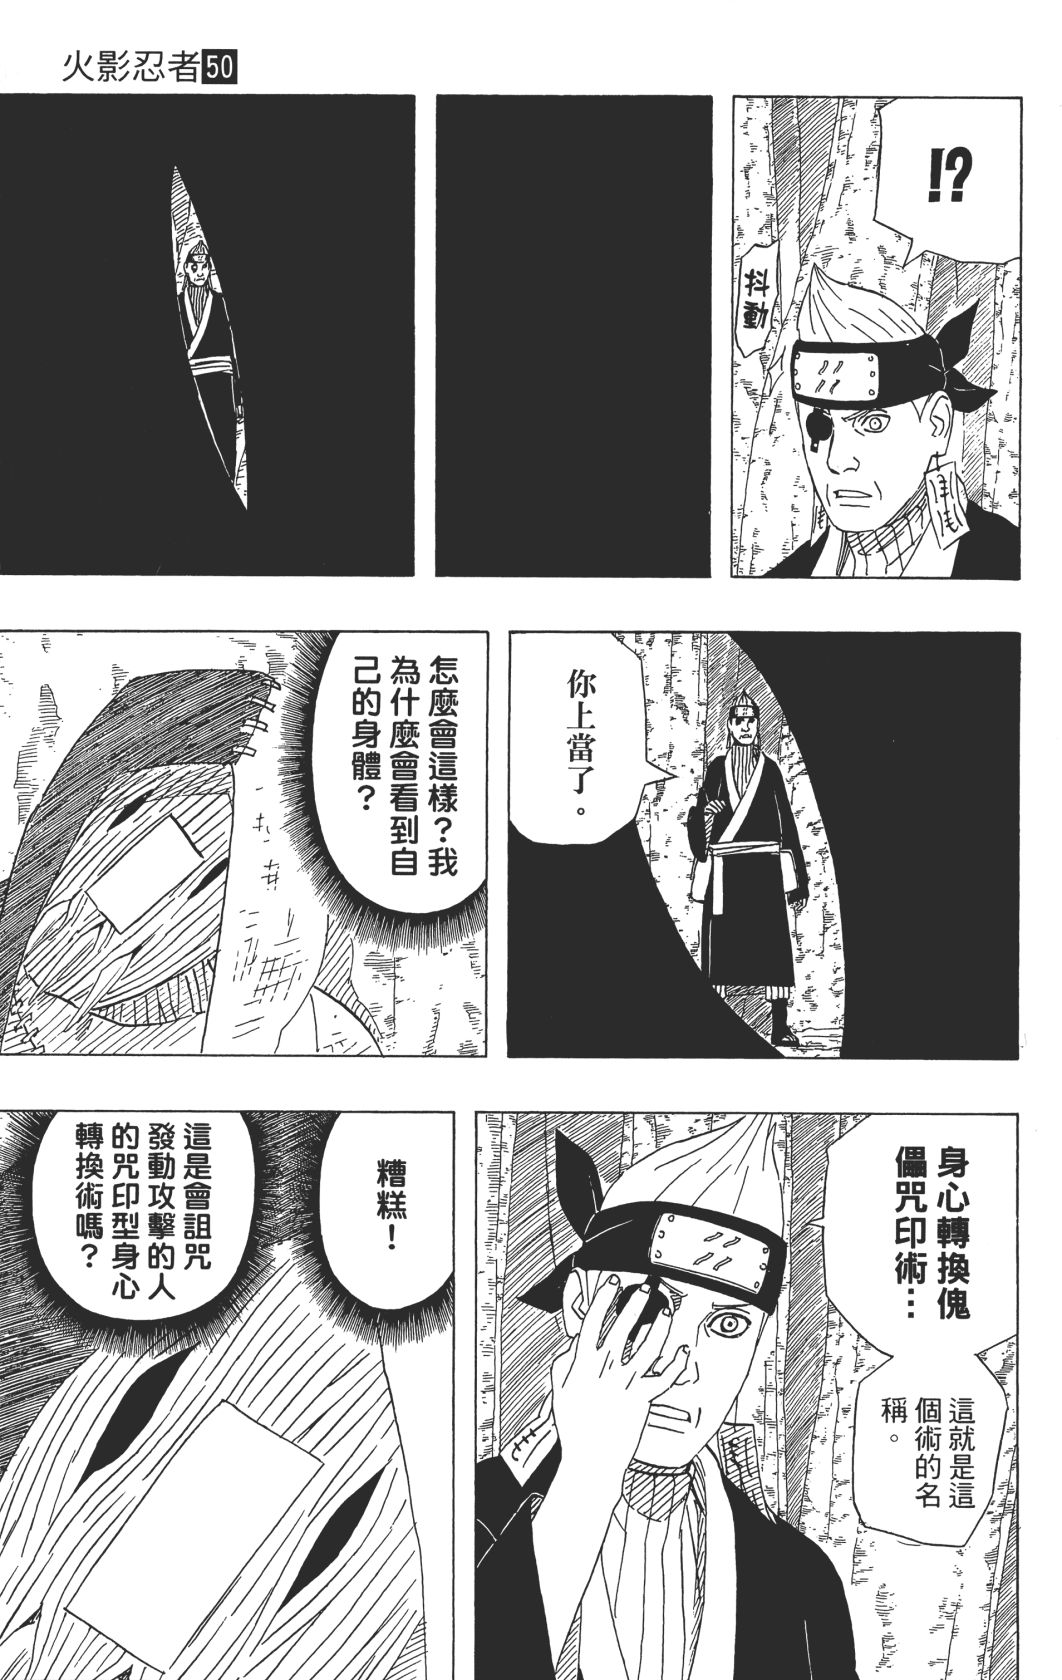 火影忍者50
!?
抖動
你上當了。
怎麼會這樣？我
為什麼會看到自
己的身體？
身心轉換傀
儡咒印術…
這就是這
個術的名
稱。
糟糕！
這是會詛咒
發動攻擊的人
的咒印型身心
轉換術嗎？